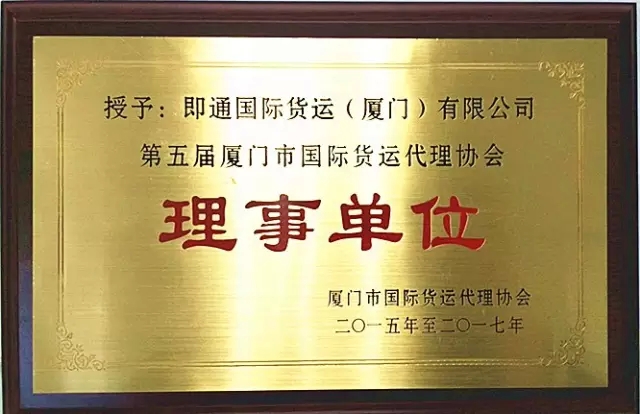 授予：即通国际货运（厦门）有限公司
第五届厦门市国际货运代理协会
理事单位
厦门市国际货运代理协会
二〇一五年至二〇一七年